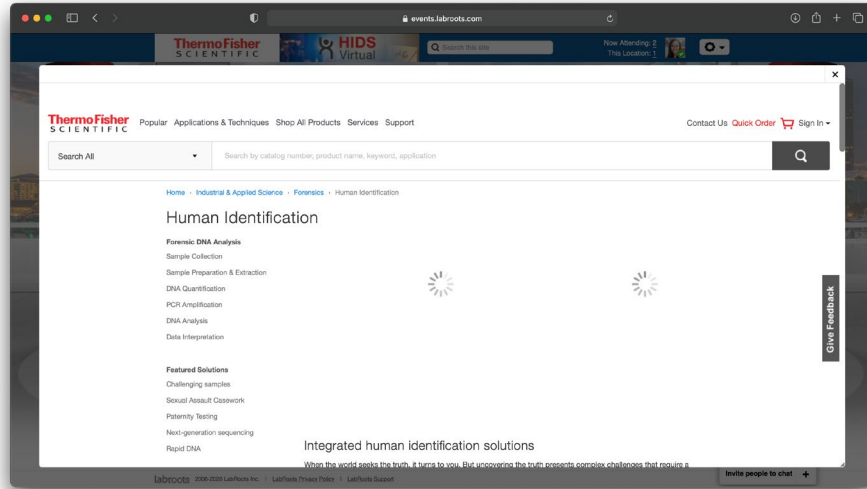 events.labroots.com
ThermoFisher
SCIENTIFIC
HIDS
Virtual
Search this site
Now Attending: 2
This Location: 1
ThermoFisher
SCIENTIFIC
Popular Applications & Techniques Shop All Products Services Support
Contact Us Quick Order Sign In
Search All
Search by catalog number, product name, keyword, application
Home › Industrial & Applied Science › Forensics › Human Identification
Human Identification
Forensic DNA Analysis
Sample Collection
Sample Preparation & Extraction
DNA Quantification
PCR Amplification
DNA Analysis
Data Interpretation
Featured Solutions
Challenging samples
Sexual Assault Casework
Paternity Testing
Next-generation sequencing
Rapid DNA
Give Feedback
Integrated human identification solutions
When the world seeks the truth, it turns to you. But uncovering the truth presents complex challenges that require a
labroots 2008-2020 LabRoots Inc. | LabRoots Privacy Policy | LabRoots Support
Invite people to chat +